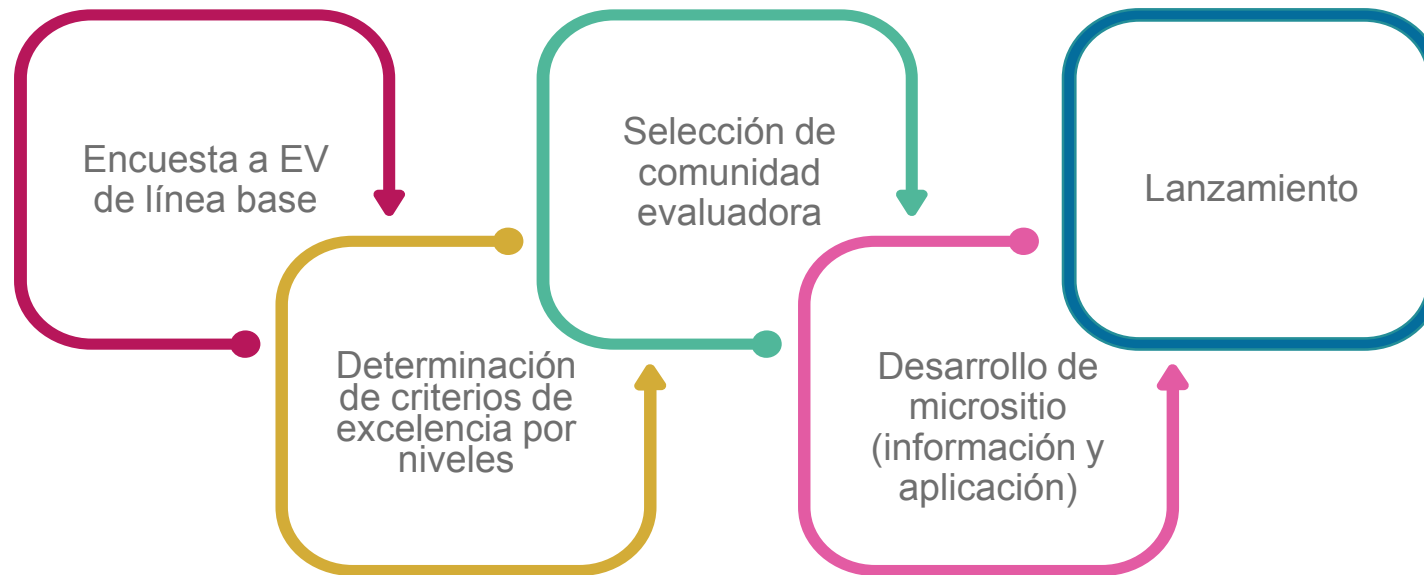 Encuesta a EV
de línea base
Determinación
de criterios de
excelencia por
niveles
Selección de
comunidad
evaluadora
Desarrollo de
micrositio
(información y
aplicación)
Lanzamiento